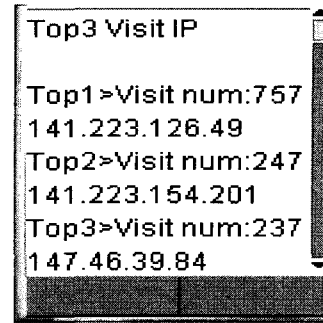 Top3 Visit IP
Top1>Visit num:757
141.223.126.49
Top2>Visit num:247
141.223.154.201
Top3>Visit num:237
147.46.39.84